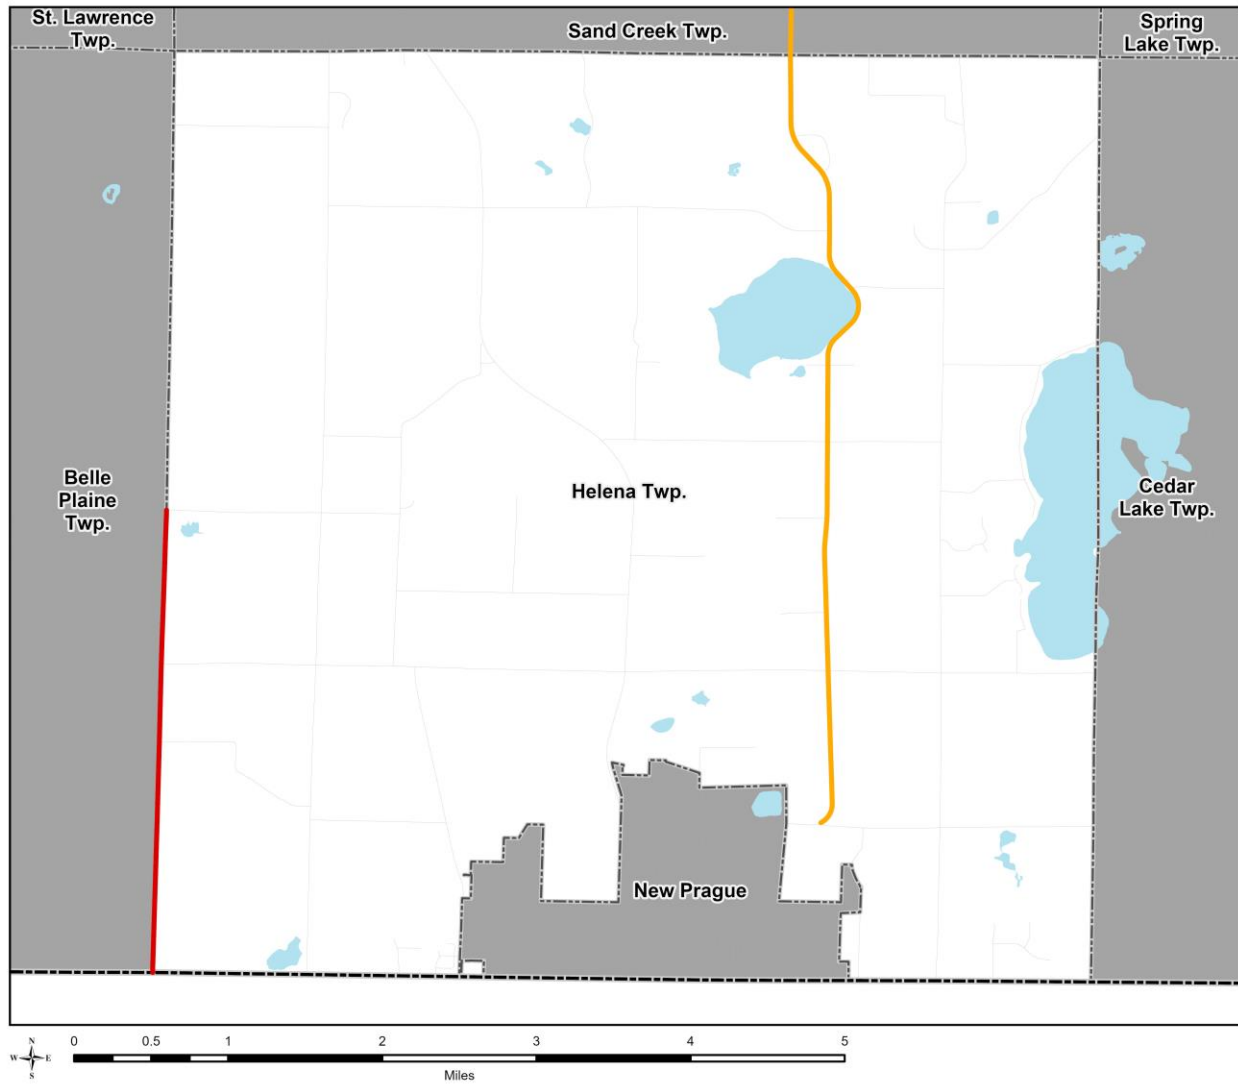 St. Lawrence
Twp.
Sand Creek Twp.
Spring
Lake Twp.
Belle
Plaine
Twp.
Helena Twp.
Cedar
Lake Twp.
New Prague
N
W E
S
0 0.5 1 2 3 4 5
Miles